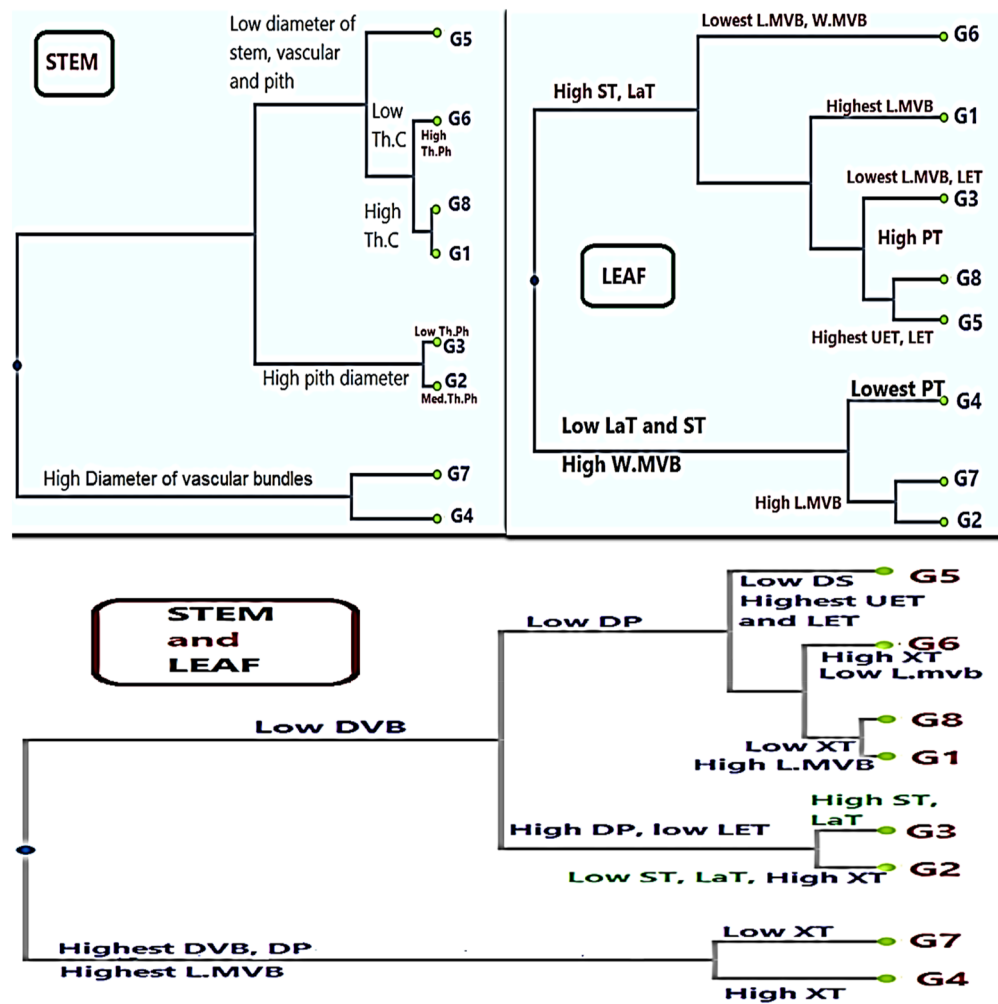 STEM
Low diameter of
stem, vascular
and pith
G5
Low
Th.C
G6
High
Th.Ph
High
Th.C
G8
G1
Low Th.Ph
G3
High pith diameter
G2
Med.Th.Ph
High Diameter of vascular bundles
G7
G4
LEAF
Lowest L.MVB, W.MVB
G6
High ST, LaT
Highest L.MVB
G1
Lowest L.MVB, LET
G3
High PT
G8
G5
Highest UET, LET
Lowest PT
G4
Low LaT and ST
High W.MVB
G7
High L.MVB
G2
STEM
and
LEAF
Low DP
Low DS
Highest UET
and LET
G5
G6
High XT
Low L.mvb
Low DVB
G8
Low XT
High L.MVB
G1
High ST,
LaT
High DP, low LET
G3
Low ST, LaT, High XT
G2
Highest DVB, DP
Highest L.MVB
Low XT
G7
High XT
G4